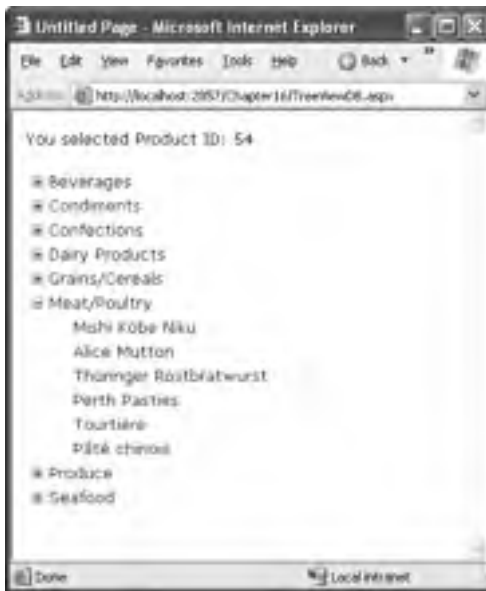 Untitled Page - Microsoft Internet Explorer
File Edit View Favorites Tools Help Back »
Address http://localhost:2057/Chapter16/TreeViewDB.aspx
You selected Product ID: 54
Beverages
Condiments
Confections
Dairy Products
Grains/Cereals
Meat/Poultry
Mishi Kobe Niku
Alice Mutton
Thüringer Rostbratwurst
Perth Pasties
Tourtière
Pâté chinois
Produce
Seafood
Done Local intranet